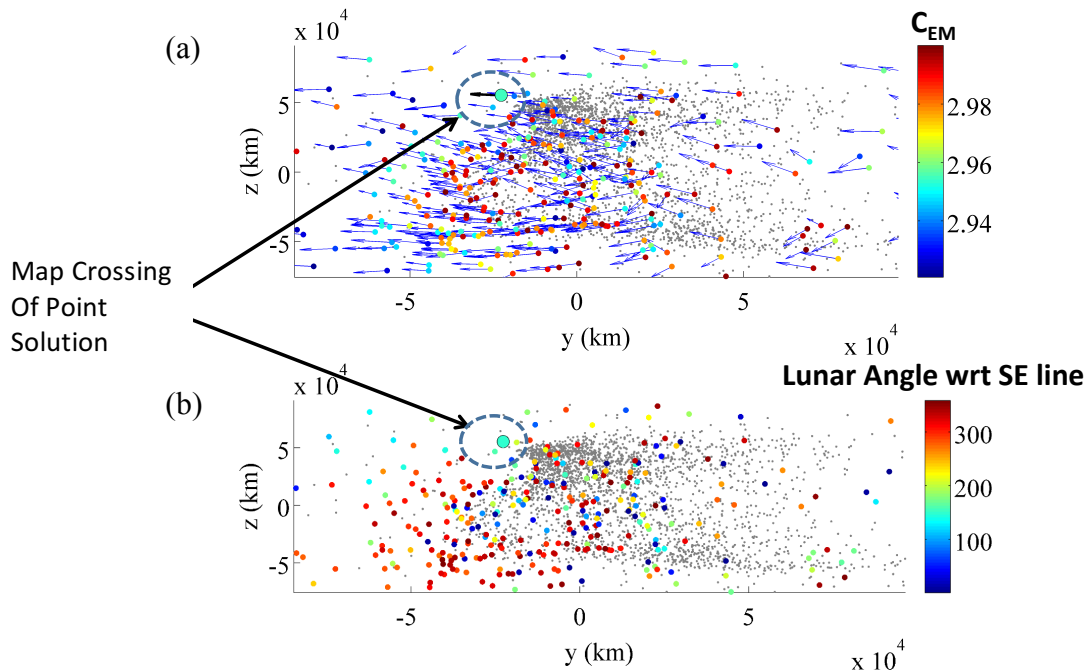 (a)
x 10^4
C_EM
5
0
-5
z (km)
2.98
2.96
2.94
-5
0
5
y (km)
x 10^4
Map Crossing
Of Point
Solution
(b)
x 10^4
Lunar Angle wrt SE line
5
0
-5
z (km)
300
200
100
-5
0
5
y (km)
x 10^4